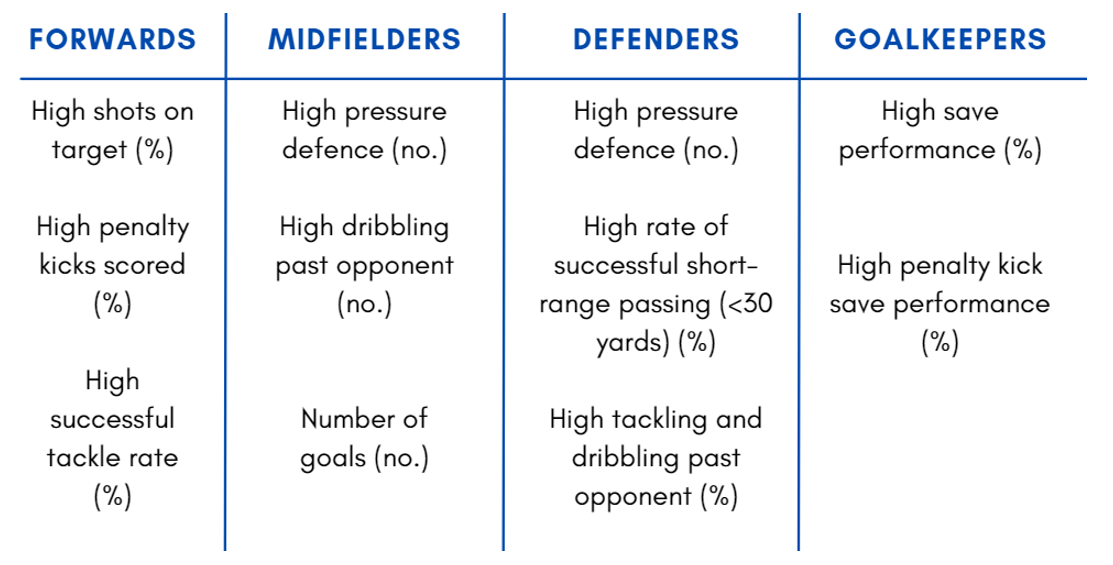 FORWARDS
MIDFIELDERS
DEFENDERS
GOALKEEPERS
High shots on
target (%)
High penalty
kicks scored
(%)
High
successful
tackle rate
(%)
High pressure
defence (no.)
High dribbling
past opponent
(no.)
Number of
goals (no.)
High pressure
defence (no.)
High rate of
successful short-
range passing (<30
yards) (%)
High tackling and
dribbling past
opponent (%)
High save
performance (%)
High penalty kick
save performance
(%)